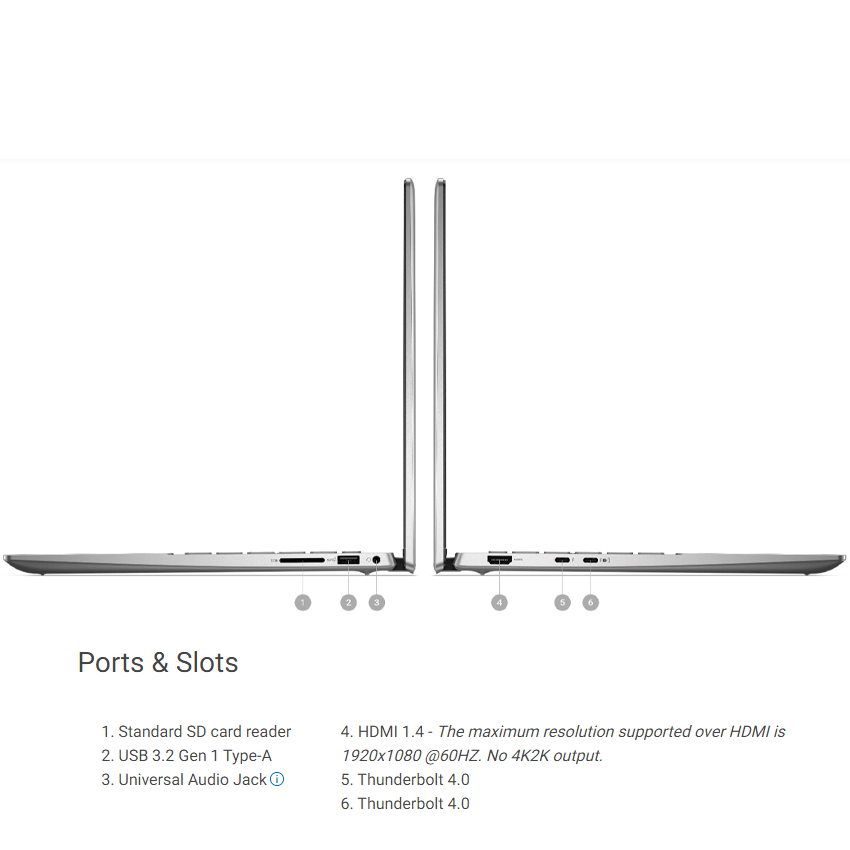 1
2
3
4
5
6
Ports & Slots
1. Standard SD card reader
2. USB 3.2 Gen 1 Type-A
3. Universal Audio Jack
4. HDMI 1.4 - The maximum resolution supported over HDMI is
1920x1080 @60HZ. No 4K2K output.
5. Thunderbolt 4.0
6. Thunderbolt 4.0